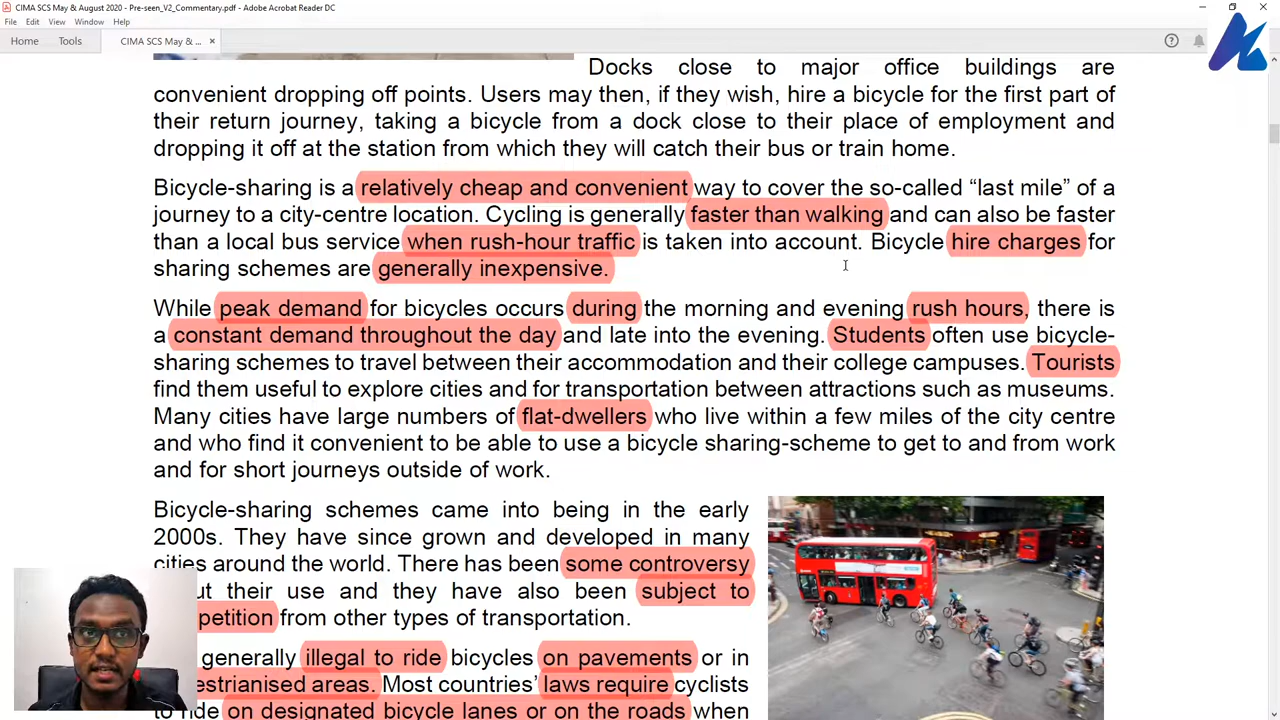 CIMA SCS May & August 2020 - Pre-seen_V2_Commentary.pdf - Adobe Acrobat Reader DC
File Edit View Window Help
Home Tools CIMA SCS May & ... ×
Docks close to major office buildings are
convenient dropping off points. Users may then, if they wish, hire a bicycle for the first part of
their return journey, taking a bicycle from a dock close to their place of employment and
dropping it off at the station from which they will catch their bus or train home.
Bicycle-sharing is a relatively cheap and convenient way to cover the so-called “last mile” of a
journey to a city-centre location. Cycling is generally faster than walking and can also be faster
than a local bus service when rush-hour traffic is taken into account. Bicycle hire charges for
sharing schemes are generally inexpensive.
While peak demand for bicycles occurs during the morning and evening rush hours, there is
a constant demand throughout the day and late into the evening. Students often use bicycle-
sharing schemes to travel between their accommodation and their college campuses. Tourists
find them useful to explore cities and for transportation between attractions such as museums.
Many cities have large numbers of flat-dwellers who live within a few miles of the city centre
and who find it convenient to be able to use a bicycle sharing-scheme to get to and from work
and for short journeys outside of work.
Bicycle-sharing schemes came into being in the early
2000s. They have since grown and developed in many
cities around the world. There has been some controversy
ut their use and they have also been subject to
petition from other types of transportation.
generally illegal to ride bicycles on pavements or in
estrianised areas. Most countries’ laws require cyclists
to ride on designated bicycle lanes or on the roads when